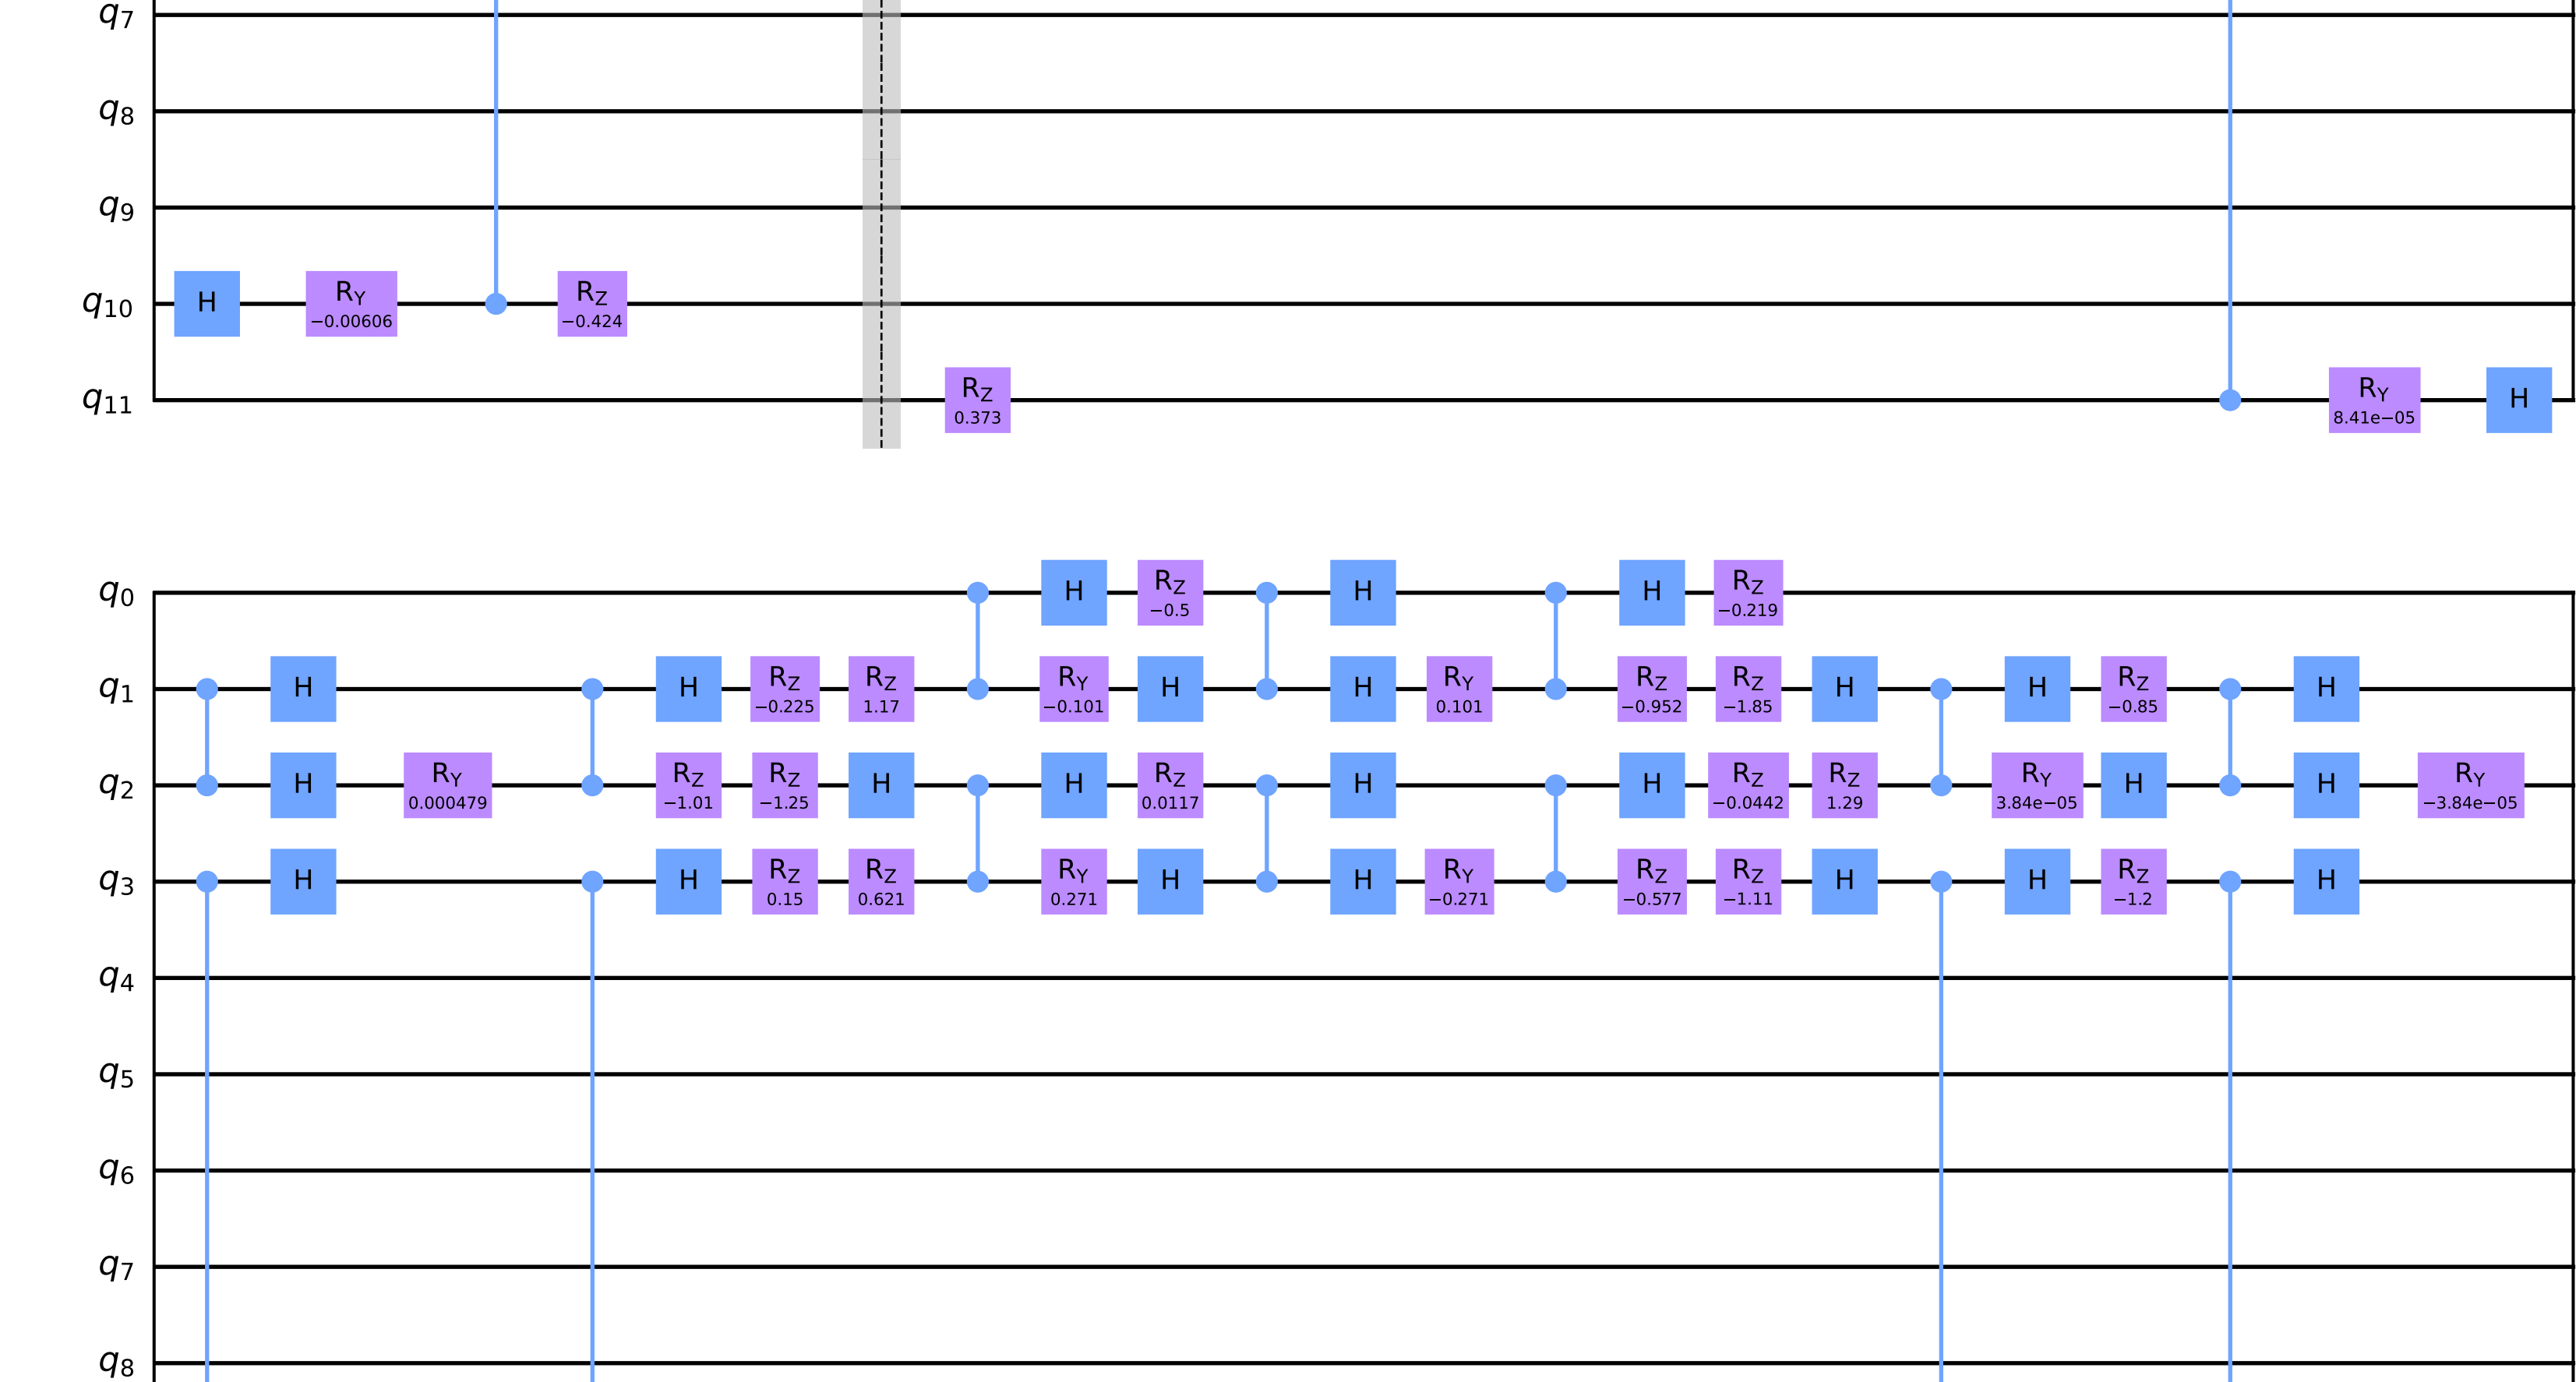 q7
q8
q9
q10 H RY −0.00606 RZ −0.424
q11 RZ 0.373 RY 8.41e−05 H
q0 H RZ −0.5 H H RZ −0.219
q1 H H RZ −0.225 RZ 1.17 RY −0.101 H H RY 0.101 RZ −0.952 RZ −1.85 H H RZ −0.85 H
q2 H RY 0.000479 RZ −1.01 RZ −1.25 H H RZ 0.0117 H H RZ −0.0442 RZ 1.29 RY 3.84e−05 H H RY −3.84e−05
q3 H H RZ 0.15 RZ 0.621 RY 0.271 H H RY −0.271 RZ −0.577 RZ −1.11 H H RZ −1.2 H
q4
q5
q6
q7
q8